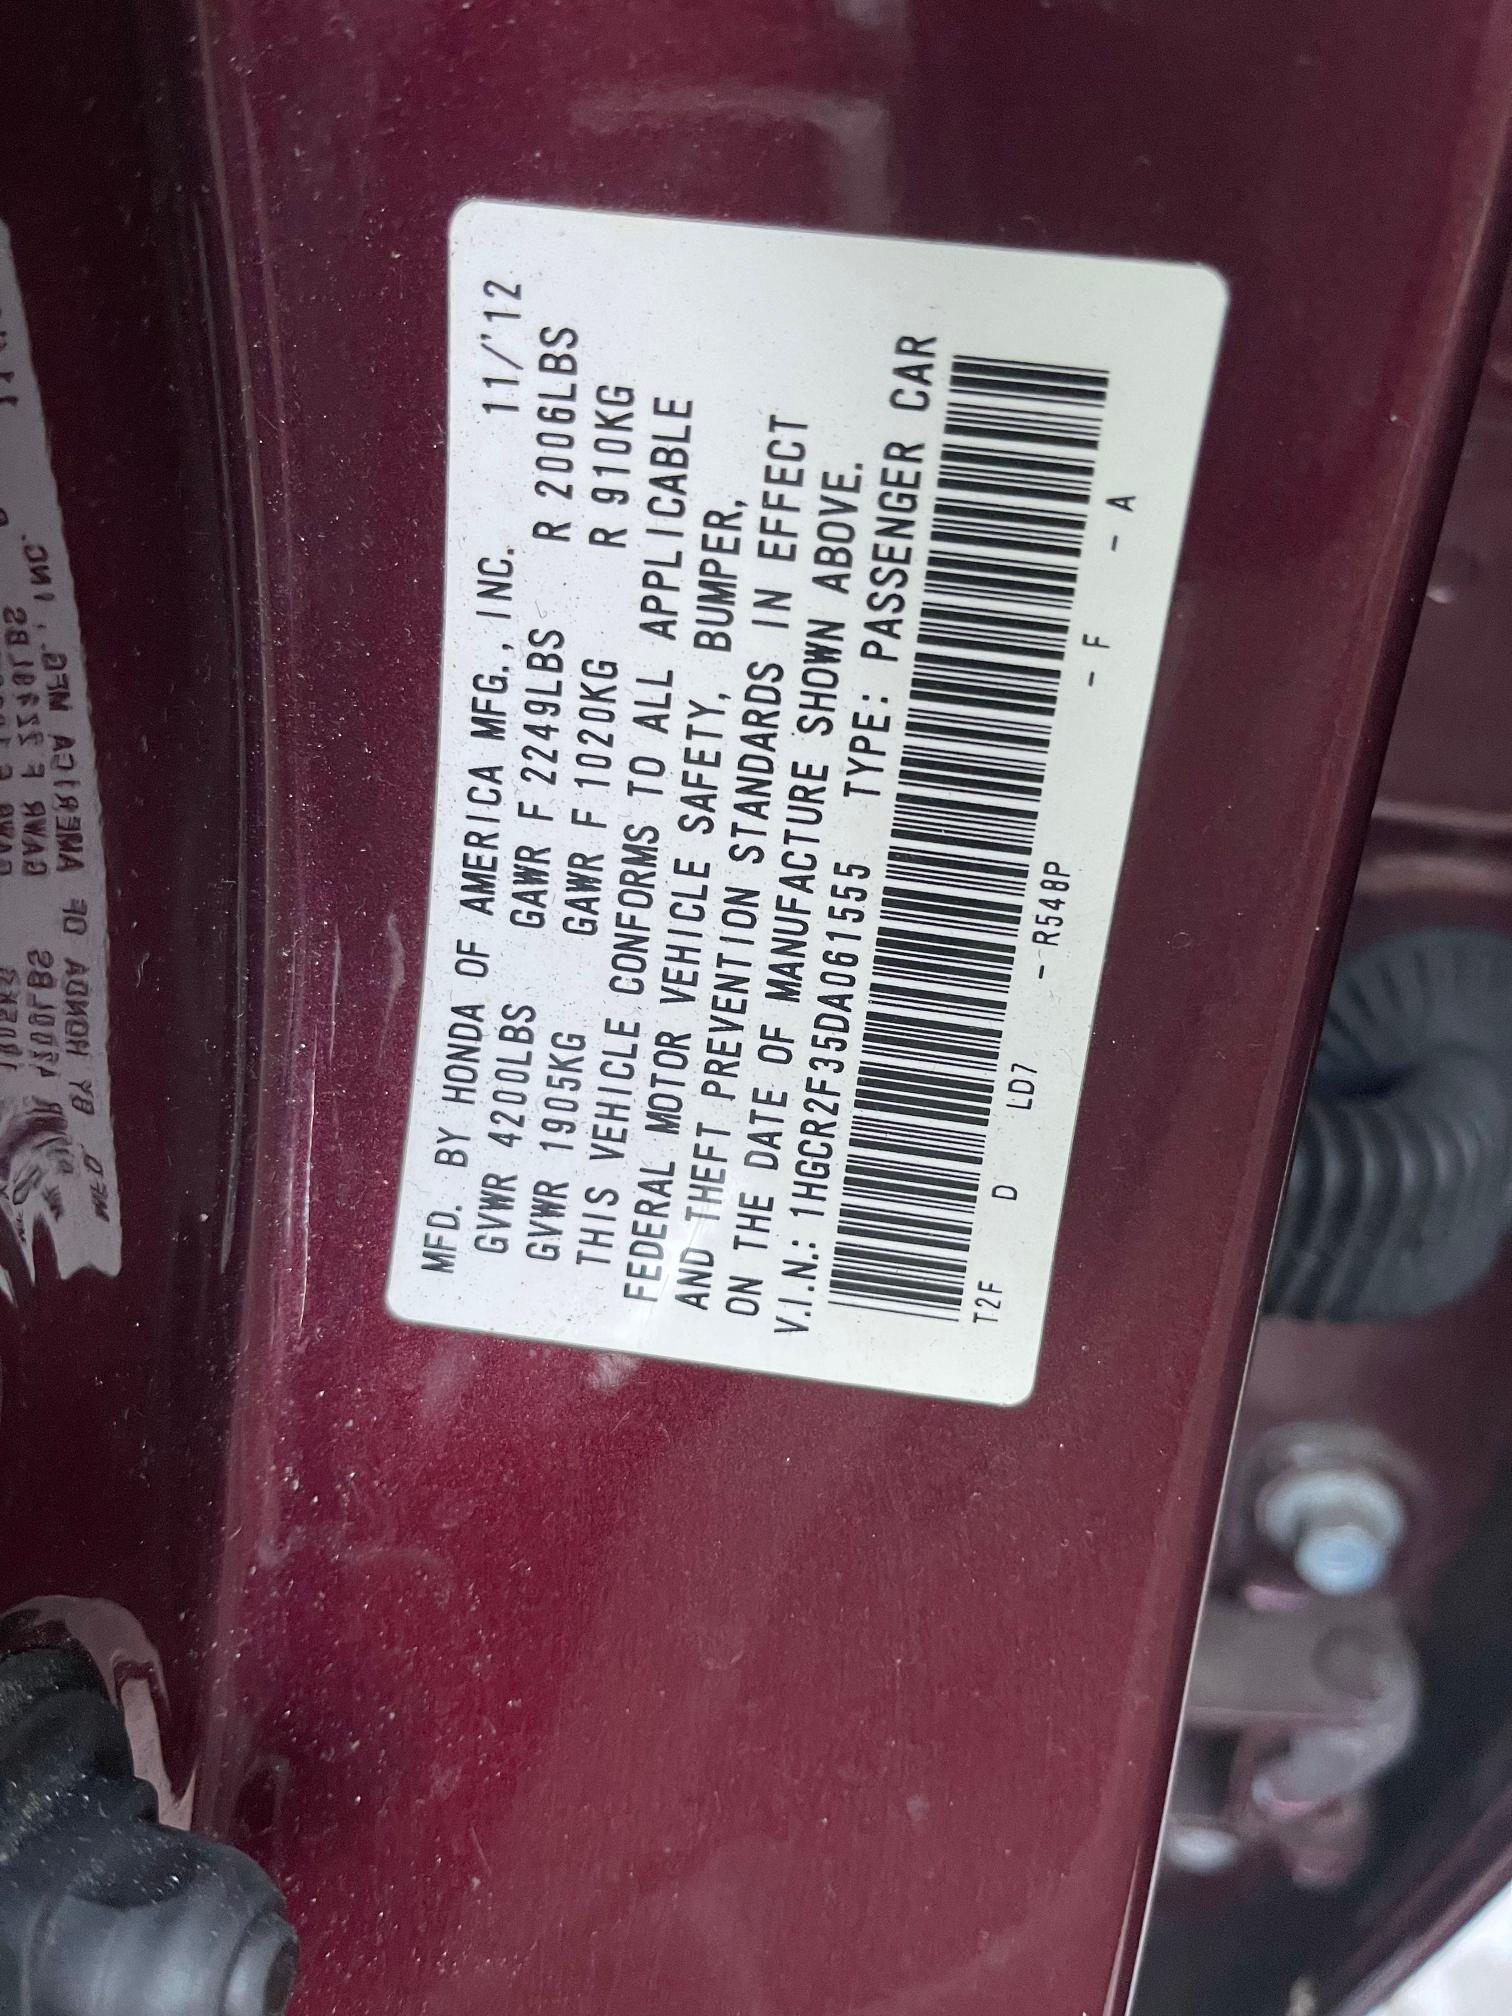 MFD. BY HONDA OF AMERICA MFG., INC. 11/'12
GVWR 4200LBS GAWR F 2249LBS R 2006LBS
GVWR 1905KG GAWR F 1020KG R 910KG
THIS VEHICLE CONFORMS TO ALL APPLICABLE
FEDERAL MOTOR VEHICLE SAFETY, BUMPER,
AND THEFT PREVENTION STANDARDS IN EFFECT
ON THE DATE OF MANUFACTURE SHOWN ABOVE.
V.I.N.: 1HGCR2F35DA061555 TYPE: PASSENGER CAR
T2F D LD7 - R548P - F - A